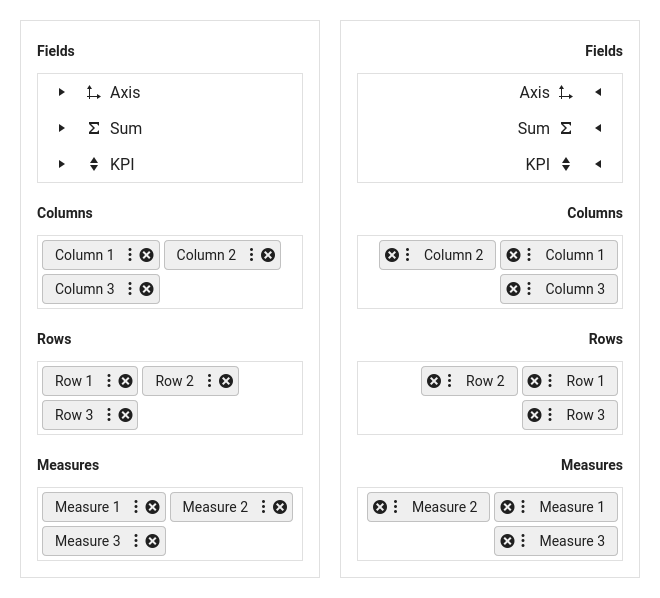 Fields
Axis
Σ Sum
KPI
Columns
Column 1 Column 2
Column 3
Rows
Row 1 Row 2
Row 3
Measures
Measure 1 Measure 2
Measure 3
Fields
Axis
Sum Σ
KPI
Columns
Column 2 Column 1
Column 3
Rows
Row 2 Row 1
Row 3
Measures
Measure 2 Measure 1
Measure 3